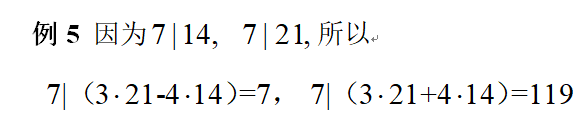 例 5 因为 7 | 14, 7 | 21, 所以↵
7|（3·21-4·14)=7， 7|（3·21+4·14)=119